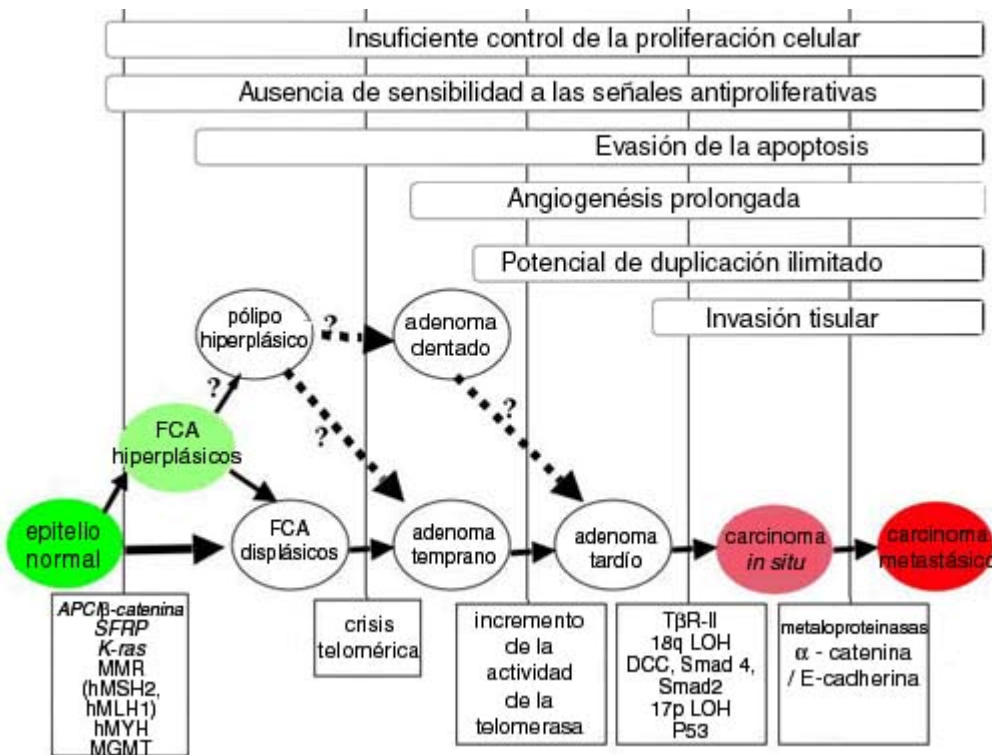 Insuficiente control de la proliferación celular
Ausencia de sensibilidad a las señales antiproliferativas
Evasión de la apoptosis
Angiogenésis prolongada
Potencial de duplicación ilimitado
Invasión tisular
pólipo
hiperplásico
?
adenoma
dentado
?
?
?
FCA
hiperplásicos
epitelio
normal
FCA
displásicos
adenoma
temprano
adenoma
tardío
carcinoma
in situ
carcinoma
metastásico
APC/β-catenina
SFRP
K-ras
MMR
(hMSH2,
hMLH1)
hMYH
MGMT
crisis
telomérica
incremento
de la
actividad
de la
telomerasa
TβR-II
18q LOH
DCC, Smad 4,
Smad2
17p LOH
P53
metaloproteinasas
α - catenina
/ E-cadherina